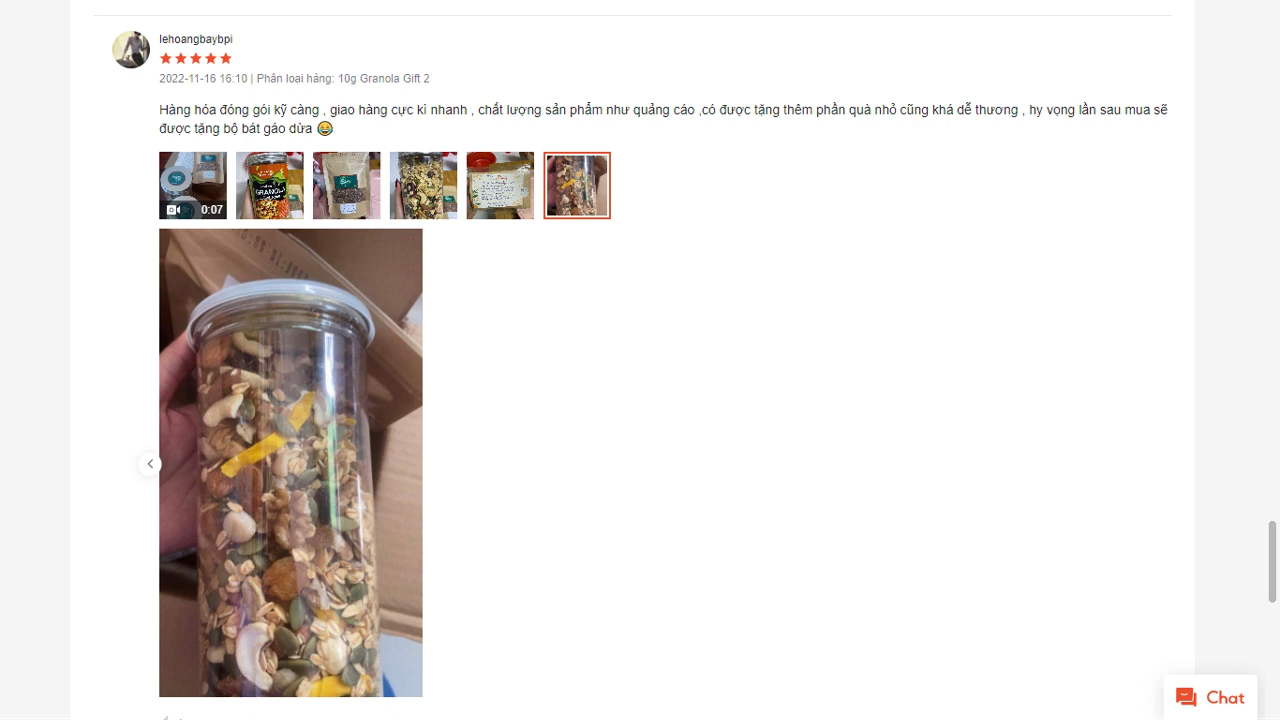 lehoangbaybpi
2022-11-16 16:10 | Phân loại hàng: 10g Granola Gift 2
Hàng hóa đóng gói kỹ càng , giao hàng cực kì nhanh , chất lượng sản phẩm như quảng cáo ,có được tặng thêm phần quà nhỏ cũng khá dễ thương , hy vọng lần sau mua sẽ
được tặng bộ bát gáo dừa 😂
0:07
GRANOLA
Chat